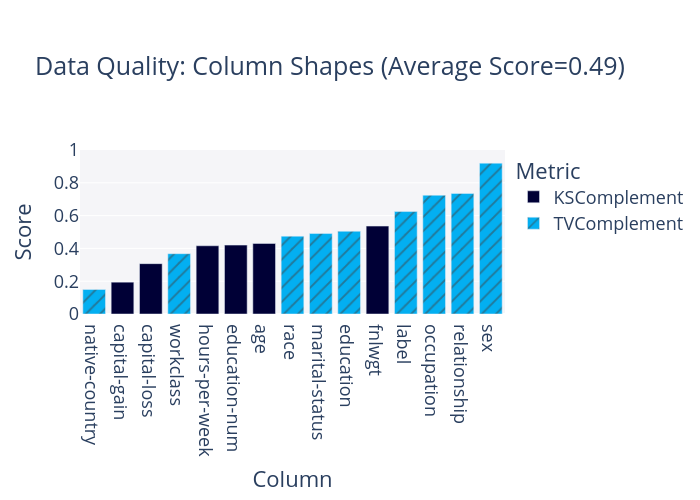 Data Quality: Column Shapes (Average Score=0.49)
1
0.8
0.6
0.4
0.2
0
Score
native-country
capital-gain
capital-loss
workclass
hours-per-week
education-num
age
race
marital-status
education
fnlwgt
label
occupation
relationship
sex
Column
Metric
KSComplement
TVComplement